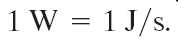 1 W = 1 J/s.